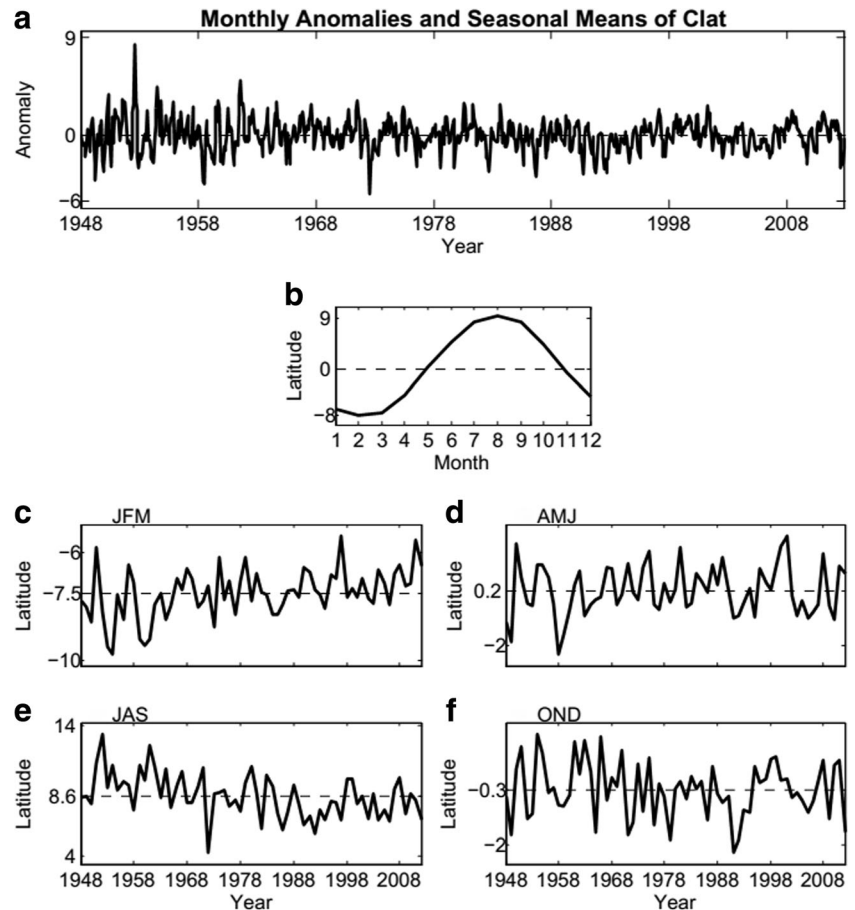 a
Monthly Anomalies and Seasonal Means of Clat
9
0
−6
Anomaly
1948 1958 1968 1978 1988 1998 2008
Year
b
9
0
−8
Latitude
1 2 3 4 5 6 7 8 9 10 11 12
Month
c JFM
−6
−7.5
−10
Latitude
d AMJ
0.2
−2
Latitude
e JAS
14
8.6
4
Latitude
1948 1958 1968 1978 1988 1998 2008
Year
f OND
−0.3
−2
Latitude
1948 1958 1968 1978 1988 1998 2008
Year